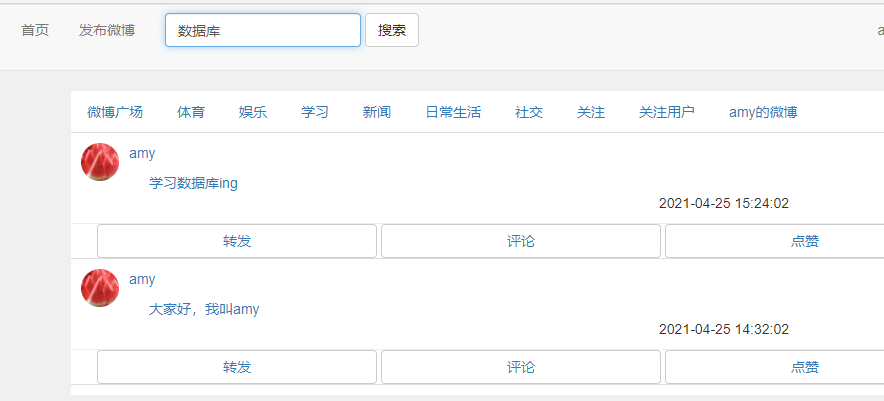 首页 发布微博 数据库 搜索 a
微博广场 体育 娱乐 学习 新闻 日常生活 社交 关注 关注用户 amy的微博
amy
学习数据库ing
2021-04-25 15:24:02
转发 评论 点赞
amy
大家好，我叫amy
2021-04-25 14:32:02
转发 评论 点赞